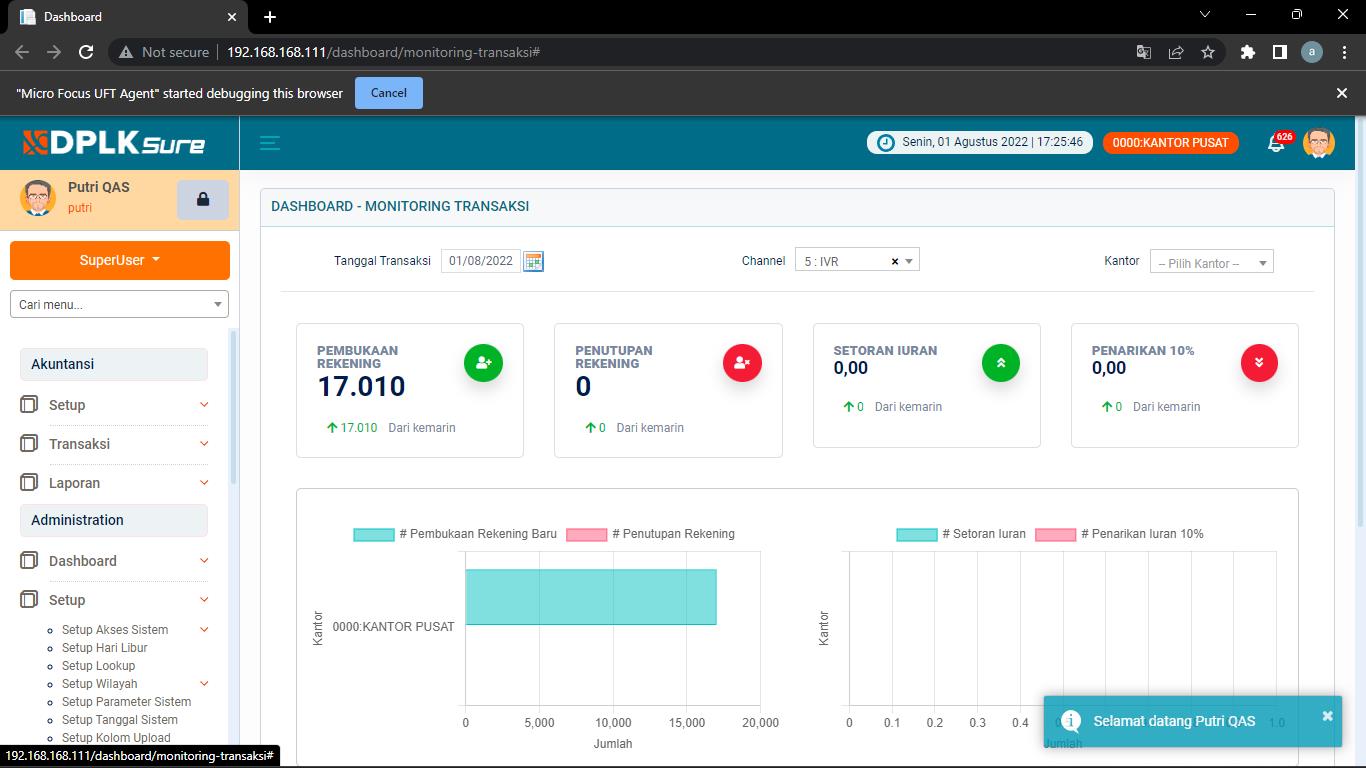 Dashboard
Not secure 192.168.168.111/dashboard/monitoring-transaksi#
a
"Micro Focus UFT Agent" started debugging this browser Cancel
DPLK Sure
Senin, 01 Agustus 2022 | 17:25:46
0000:KANTOR PUSAT
626
Putri QAS
putri
SuperUser
Cari menu...
Akuntansi
Setup
Transaksi
Laporan
Administration
Dashboard
Setup
Setup Akses Sistem
Setup Hari Libur
Setup Lookup
Setup Wilayah
Setup Parameter Sistem
Setup Tanggal Sistem
Setup Kolom Upload
192.168.168.111/dashboard/monitoring-transaksi#
DASHBOARD - MONITORING TRANSAKSI
Tanggal Transaksi 01/08/2022
Channel 5 : IVR
Kantor -- Pilih Kantor --
PEMBUKAAN
REKENING
17.010
17.010 Dari kemarin
PENUTUPAN
REKENING
0
0 Dari kemarin
SETORAN IURAN
0,00
0 Dari kemarin
PENARIKAN 10%
0,00
0 Dari kemarin
# Pembukaan Rekening Baru # Penutupan Rekening
Kantor
0000:KANTOR PUSAT
0 5,000 10,000 15,000 20,000
Jumlah
# Setoran Iuran # Penarikan Iuran 10%
Kantor
0 0.1 0.2 0.3 0.4 1.0
Jumlah
Selamat datang Putri QAS